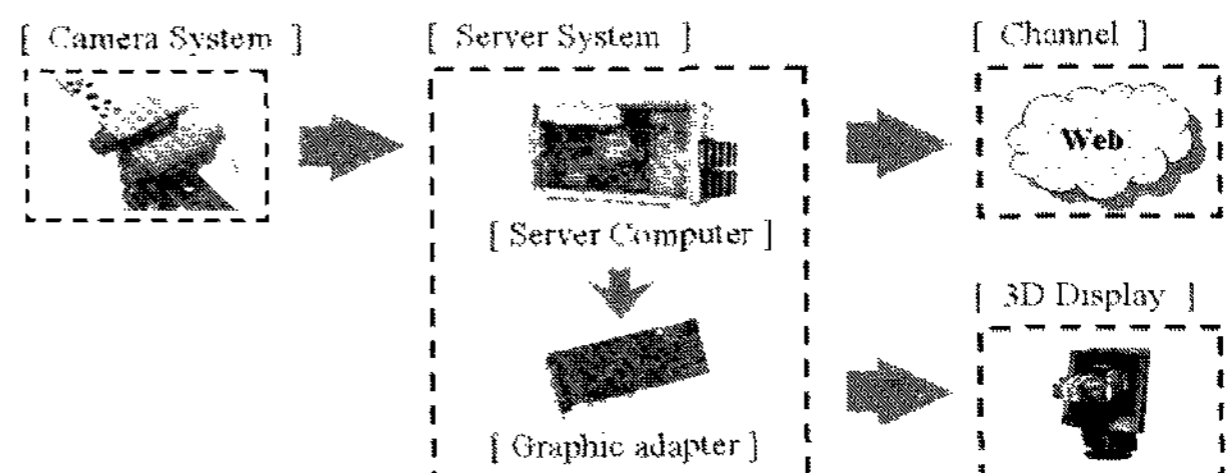 [ Camera System ]
[ Server System ]
[ Channel ]
Web
[ Server Computer ]
[ 3D Display ]
[ Graphic adapter ]